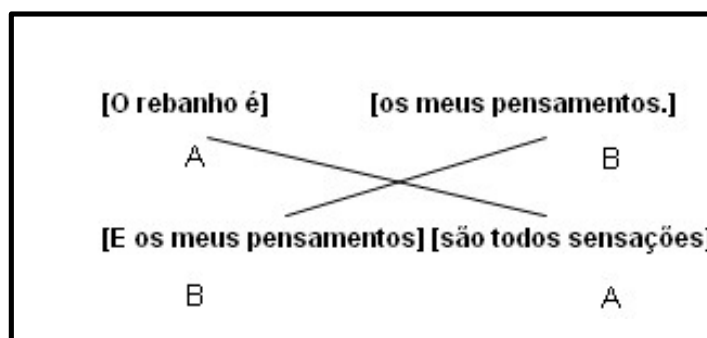 [O rebanho é] [os meus pensamentos.]
A B
[E os meus pensamentos] [são todos sensações]
B A